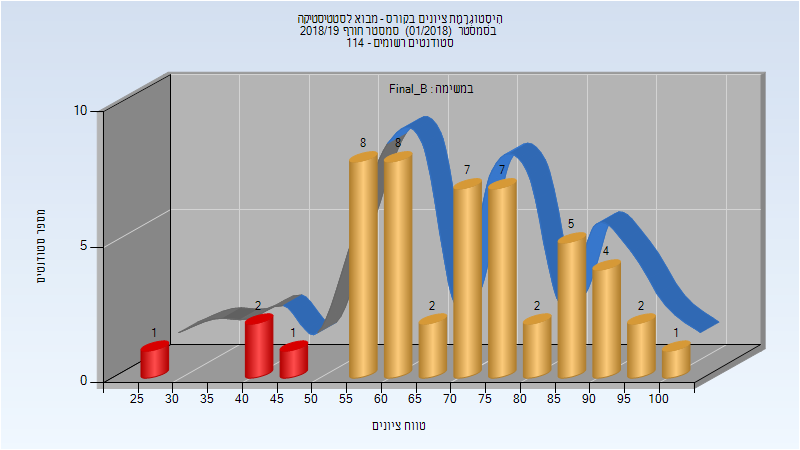 היסטוגרמת ציונים בקורס - מבוא לסטטיסטיקה
בסמסטר (01/2018) סמסטר חורף 2018/19
סטודנטים רשומים - 114
במשימה : Final_B
10
5
0
מספר סטודנטים
1
2
1
8
8
2
7
7
2
5
4
2
1
25 30 35 40 45 50 55 60 65 70 75 80 85 90 95 100
טווח ציונים